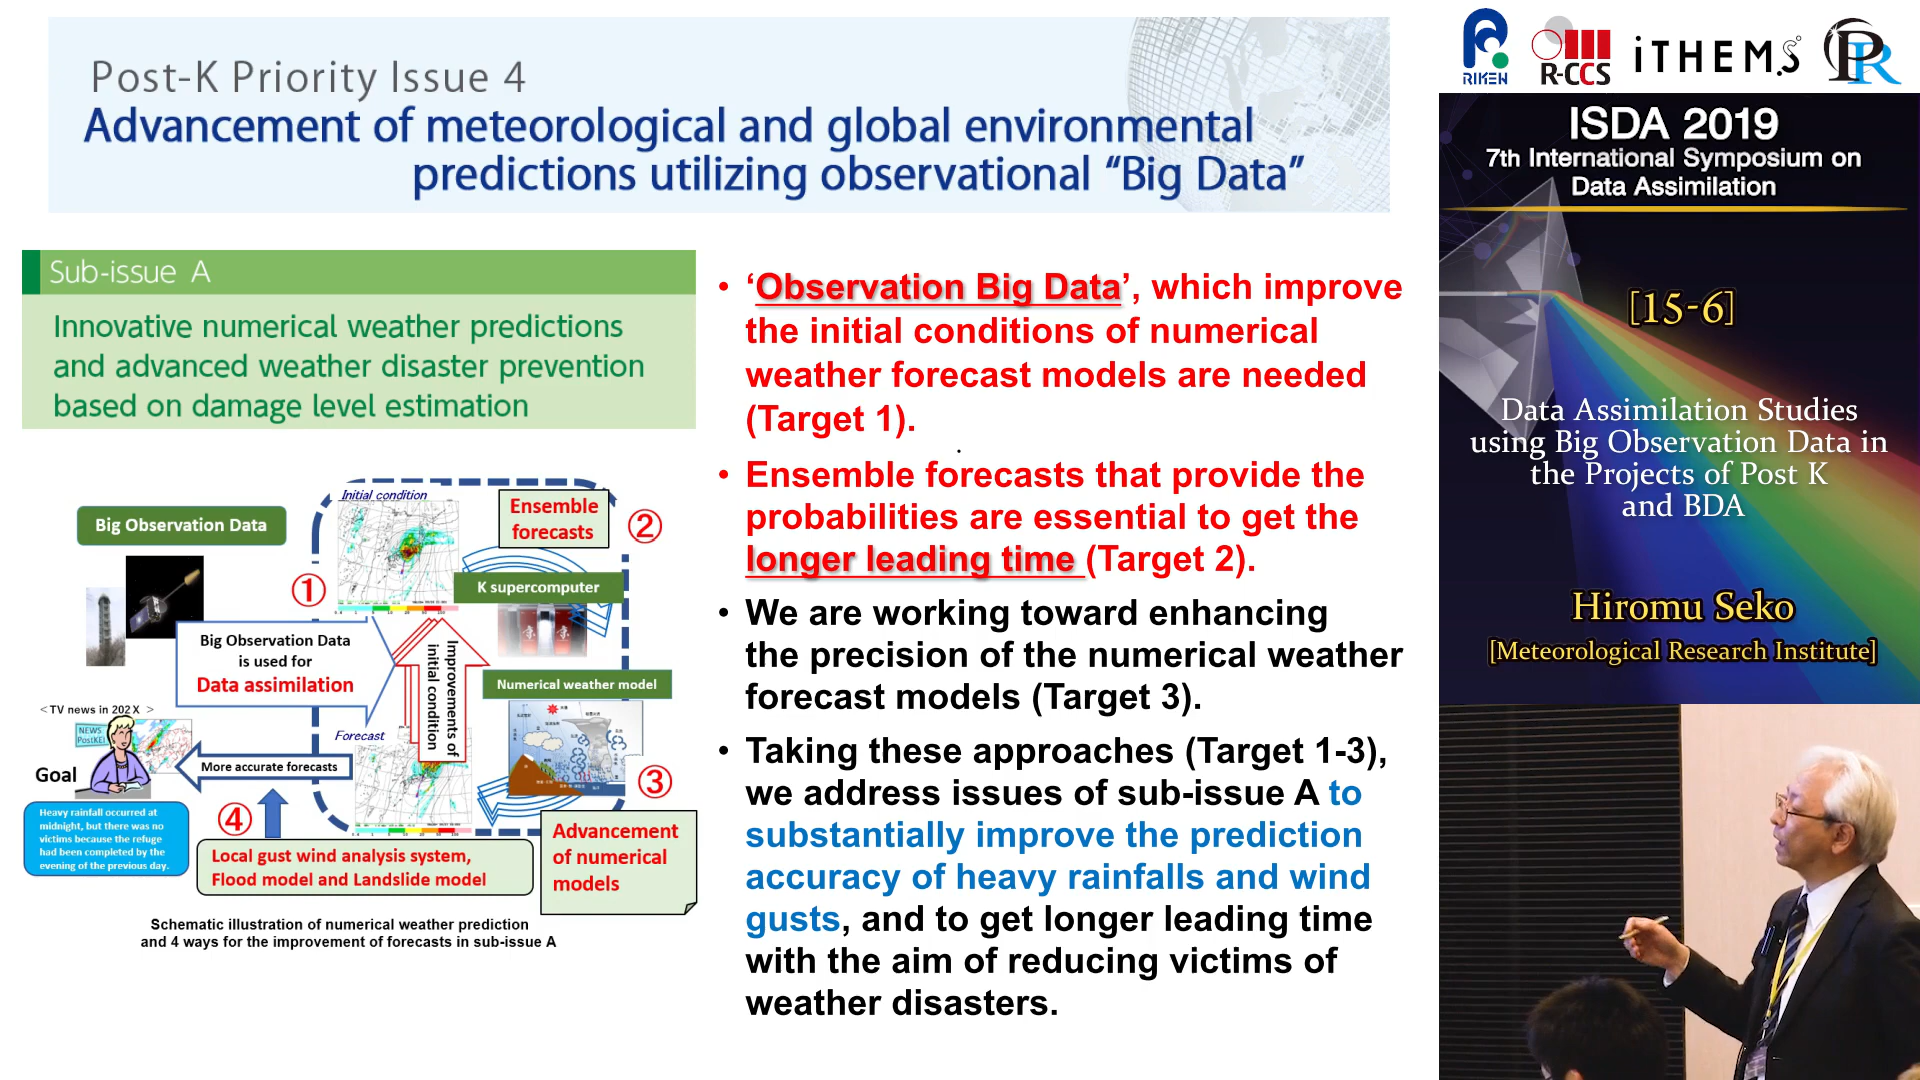 Post-K Priority Issue 4
Advancement of meteorological and global environmental
predictions utilizing observational “Big Data”
Sub-issue A
Innovative numerical weather predictions
and advanced weather disaster prevention
based on damage level estimation
Big Observation Data
Initial condition
Ensemble
forecasts
②
①
K supercomputer
京
京
Big Observation Data
is used for
Data assimilation
Improvements of
initial condition
Numerical weather model
< TV news in 202X >
NEWS
PostKEI
Forecast
Goal
More accurate forecasts
③
④
Heavy rainfall occurred at
midnight, but there was no
victims because the refuge
had been completed by the
evening of the previous day.
Local gust wind analysis system,
Flood model and Landslide model
Advancement
of numerical
models
Schematic illustration of numerical weather prediction
and 4 ways for the improvement of forecasts in sub-issue A
• ‘Observation Big Data’, which improve
the initial conditions of numerical
weather forecast models are needed
(Target 1).
• Ensemble forecasts that provide the
probabilities are essential to get the
longer leading time (Target 2).
• We are working toward enhancing
the precision of the numerical weather
forecast models (Target 3).
• Taking these approaches (Target 1-3),
we address issues of sub-issue A to
substantially improve the prediction
accuracy of heavy rainfalls and wind
gusts, and to get longer leading time
with the aim of reducing victims of
weather disasters.
RIKEN
R-CCS
iTHEMS
PR
ISDA 2019
7th International Symposium on
Data Assimilation
[15-6]
Data Assimilation Studies
using Big Observation Data in
the Projects of Post K
and BDA
Hiromu Seko
[Meteorological Research Institute]